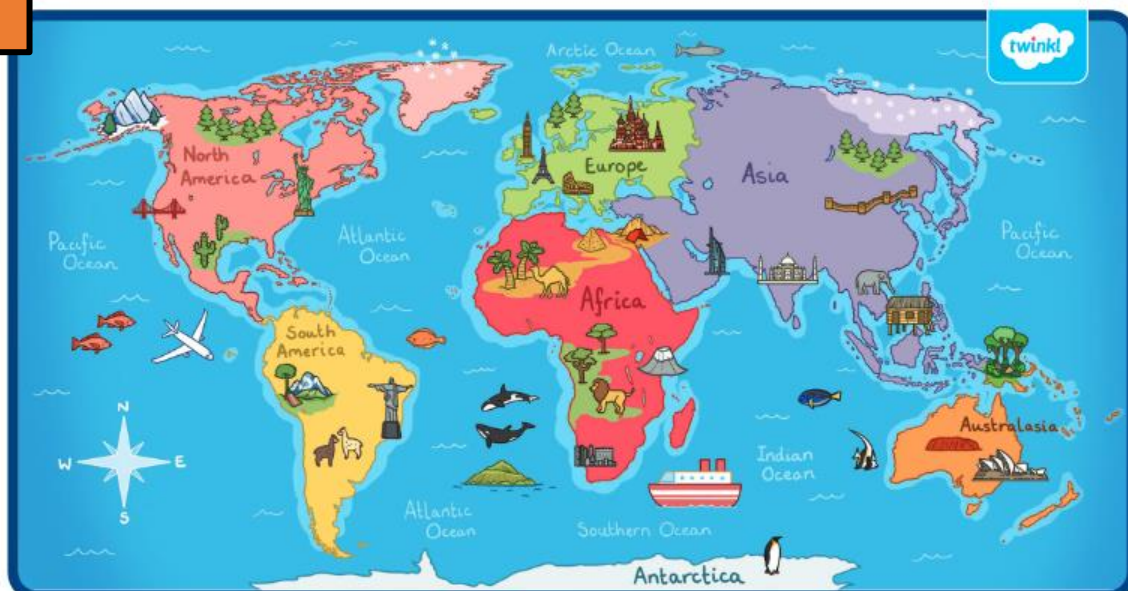 twinkl
Arctic Ocean
North
America
Europe
Asia
Pacific
Ocean
Atlantic
Ocean
Pacific
Ocean
Africa
South
America
N
W
E
S
Australasia
Indian
Ocean
Atlantic
Ocean
Southern Ocean
Antarctica